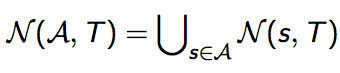 𝒩(𝒜, T) = ⋃_{s∈𝒜} 𝒩(s, T)